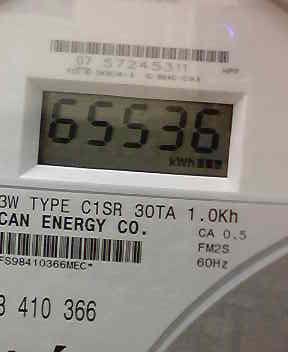 07 57245311
65536
kWh
3W TYPE C1SR 30TA 1.0Kh
CAN ENERGY CO.
CA 0.5
FM2S
FS98410366MEC*
60Hz
3 410 366